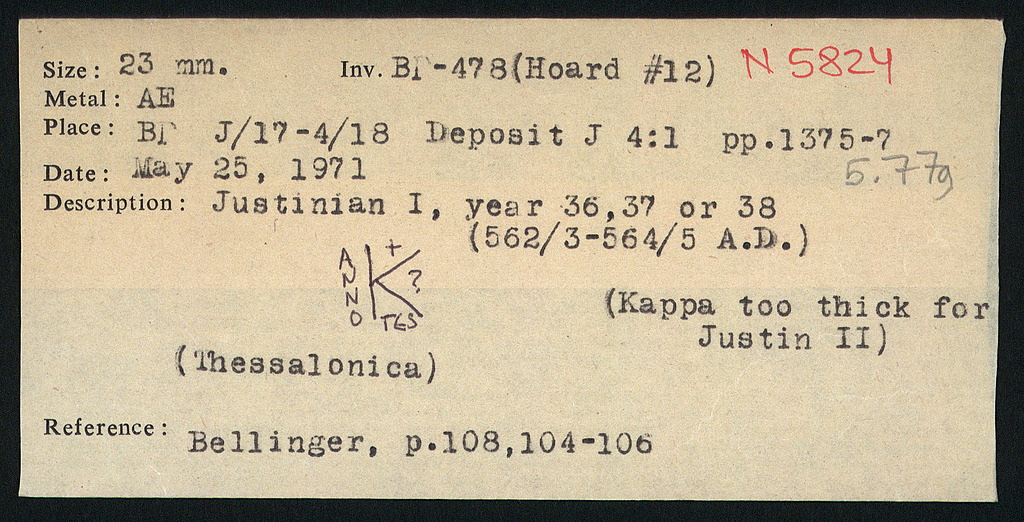 Size: 23 mm. Inv. BΓ-478(Hoard #12) N 5824
Metal: AE
Place: BΓ J/17-4/18 Deposit J 4:1 pp.1375-7
Date: May 25, 1971 5.77g
Description: Justinian I, year 36,37 or 38
(562/3-564/5 A.D.)
ANNO K + ? TES
(Kappa too thick for
Justin II)
(Thessalonica)
Reference: Bellinger, p.108,104-106